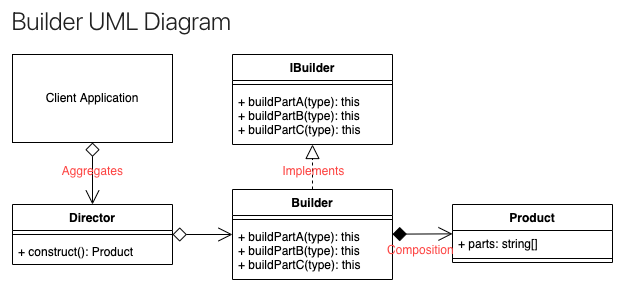 Builder UML Diagram
Client Application
IBuilder
+ buildPartA(type): this
+ buildPartB(type): this
+ buildPartC(type): this
Aggregates
Implements
Director
+ construct(): Product
Builder
+ buildPartA(type): this
+ buildPartB(type): this
+ buildPartC(type): this
Composition
Product
+ parts: string[]